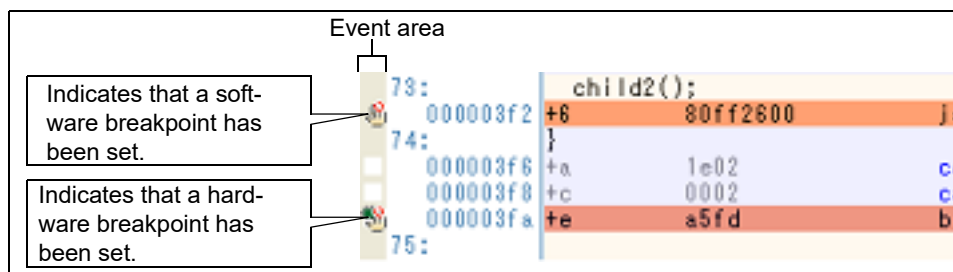 Event area
Indicates that a soft-
ware breakpoint has
been set.
Indicates that a hard-
ware breakpoint has
been set.
73: child2();
000003f2 +6 80ff2600 j
74: }
000003f6 +a 1e02 c
000003f8 +c 0002 c
000003fa +e a5fd b
75: